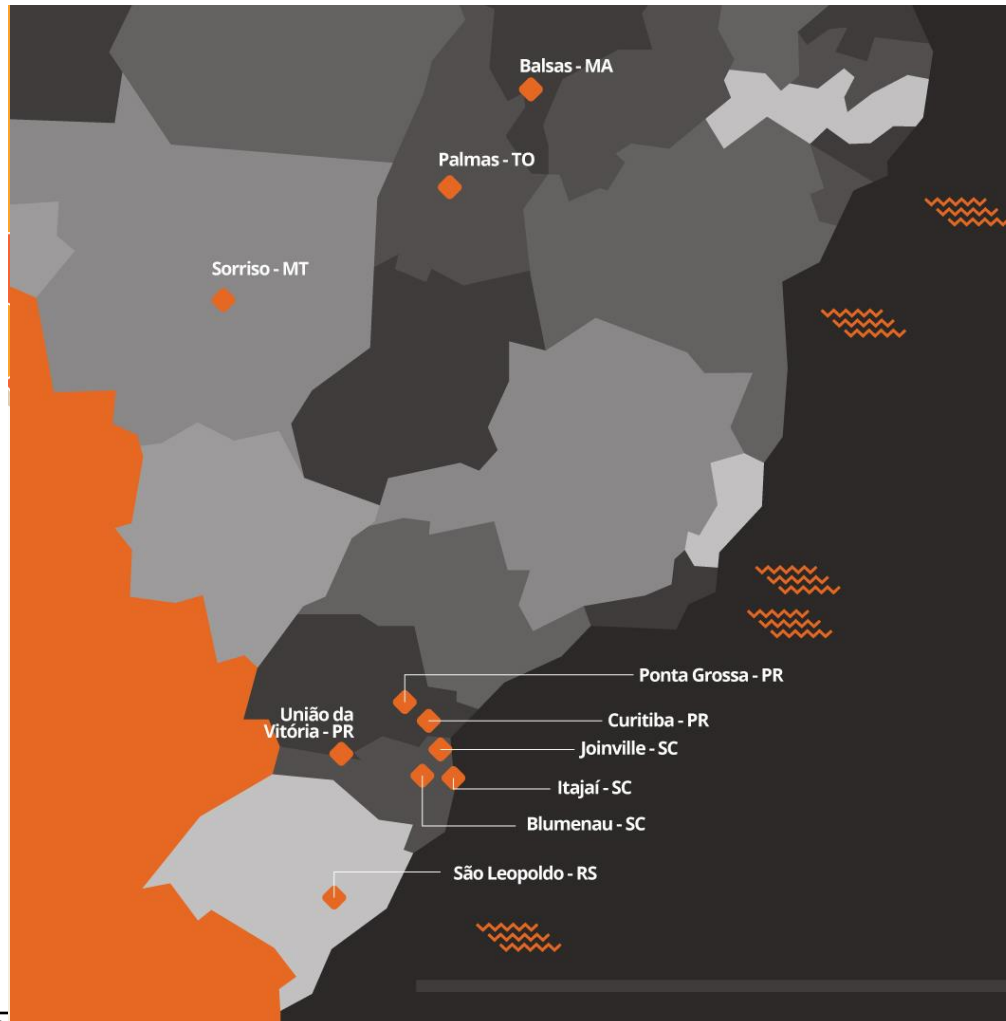 Balsas - MA
Palmas - TO
Sorriso - MT
Ponta Grossa - PR
União da
Vitória - PR
Curitiba - PR
Joinville - SC
Itajaí - SC
Blumenau - SC
São Leopoldo - RS